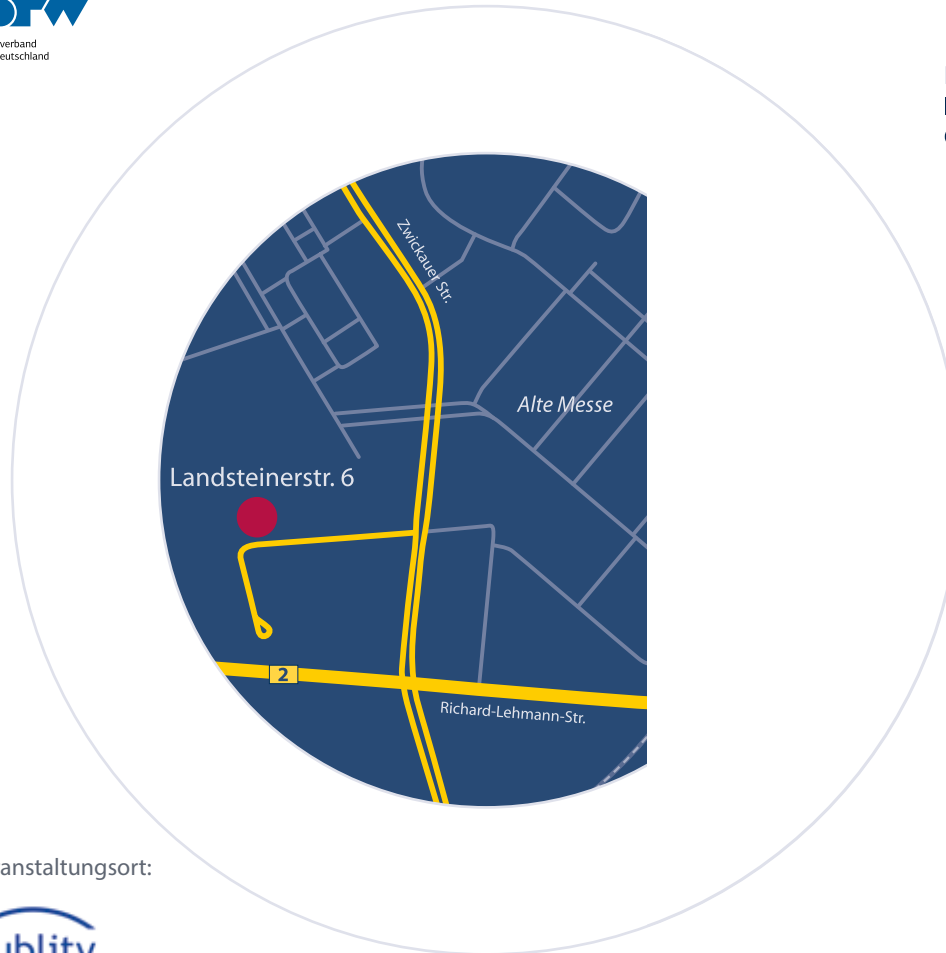 verband
eutschland
Zwickauer Str.
Alte Messe
Landsteinerstr. 6
2
Richard-Lehmann-Str.
anstaltungsort:
ublity